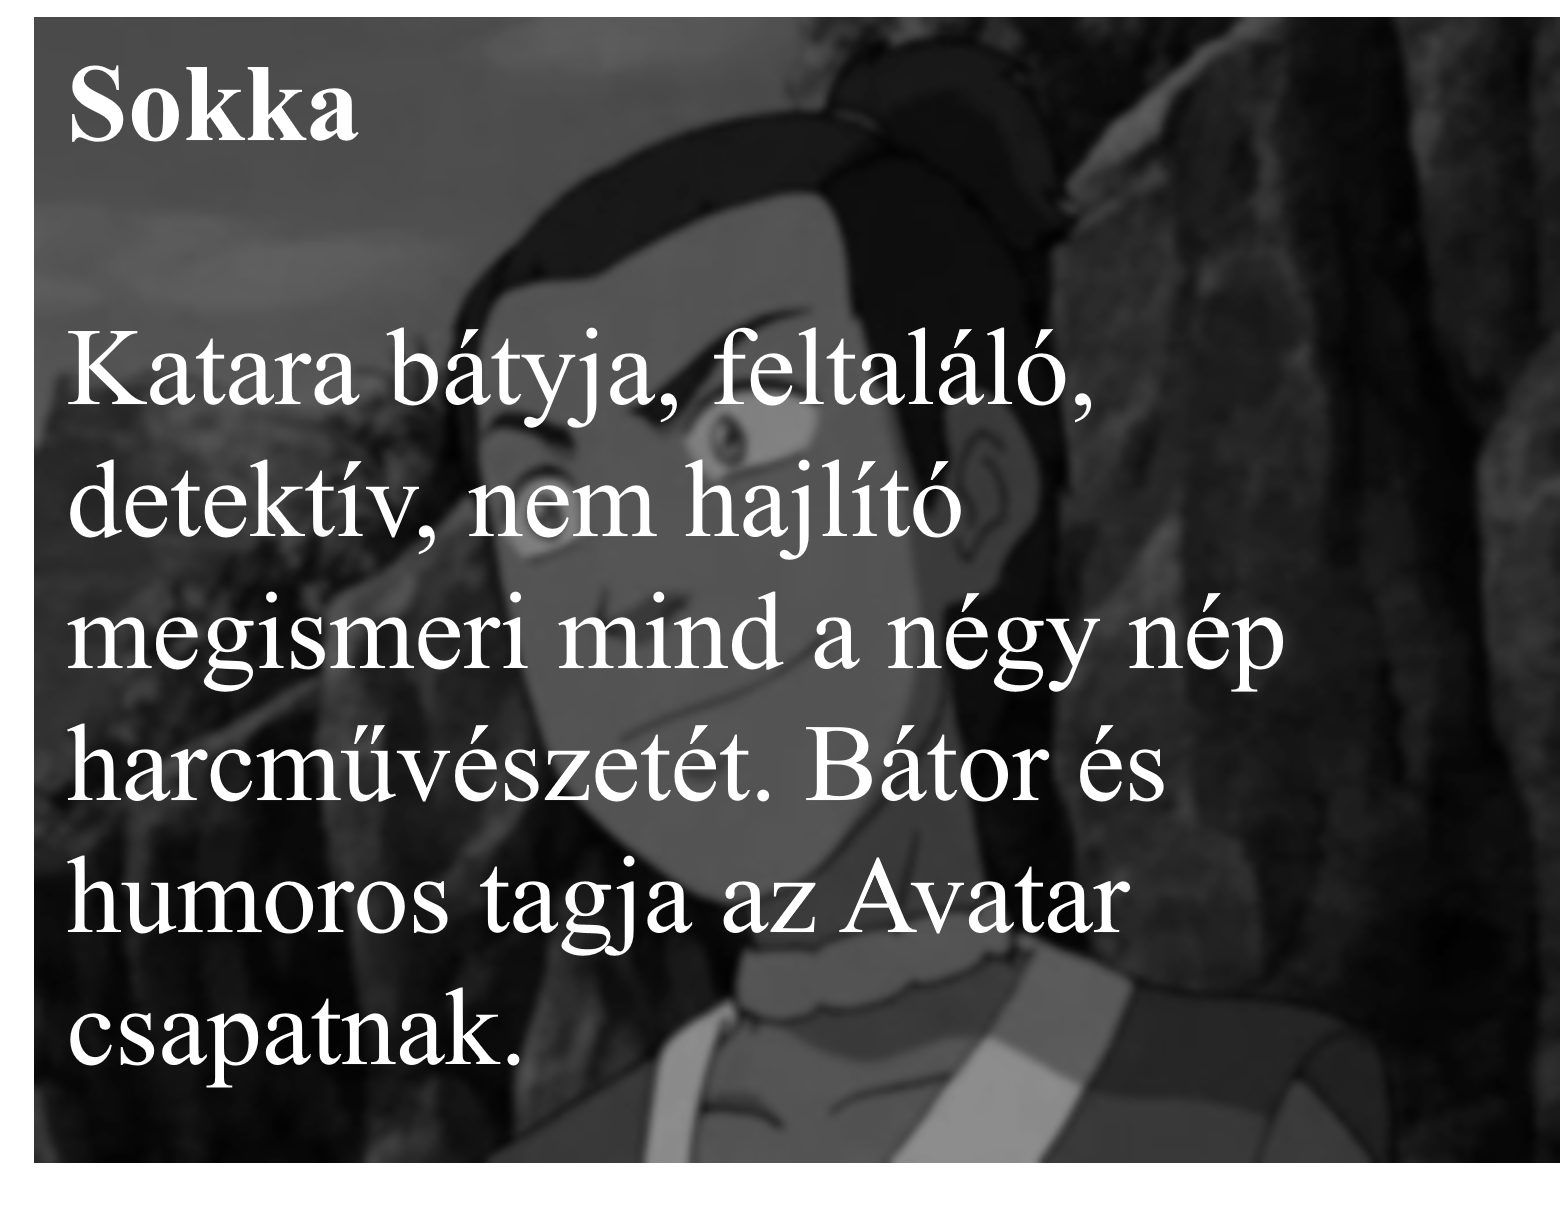 Sokka
Katara bátyja, feltaláló,
detektív, nem hajlító
megismeri mind a négy nép
harcművészetét. Bátor és
humoros tagja az Avatar
csapatnak.